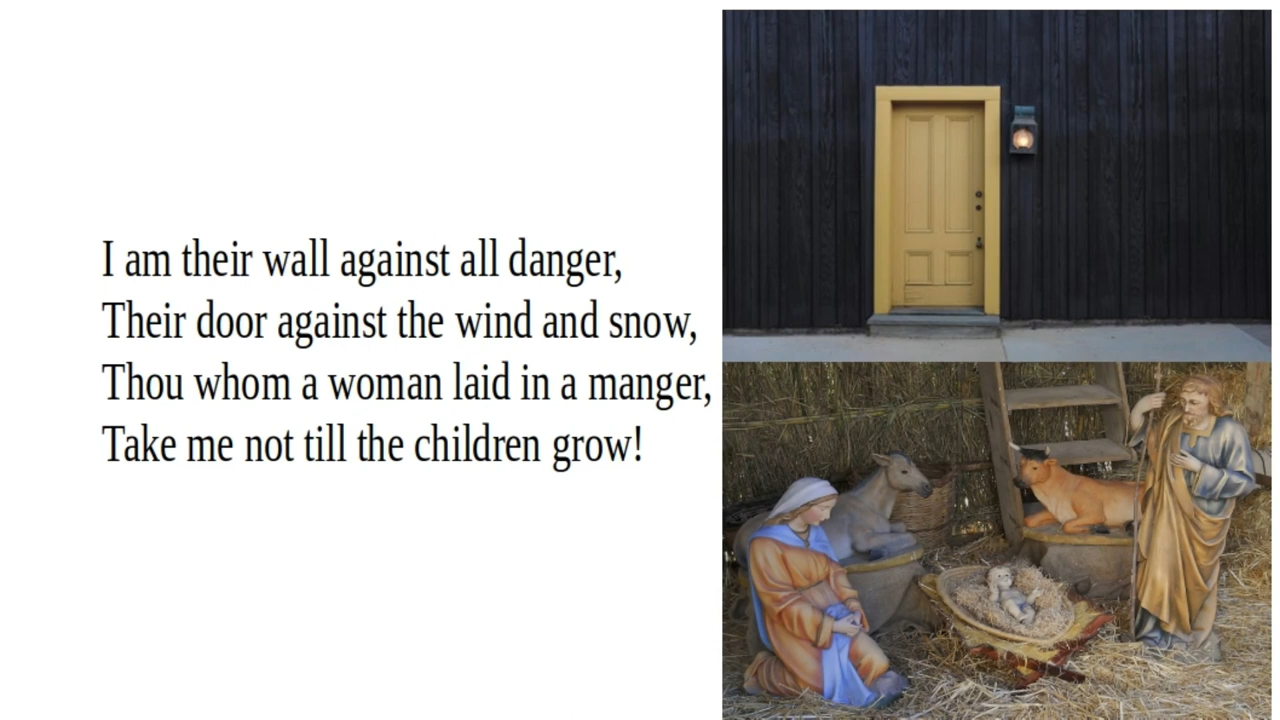 I am their wall against all danger,
Their door against the wind and snow,
Thou whom a woman laid in a manger,
Take me not till the children grow!